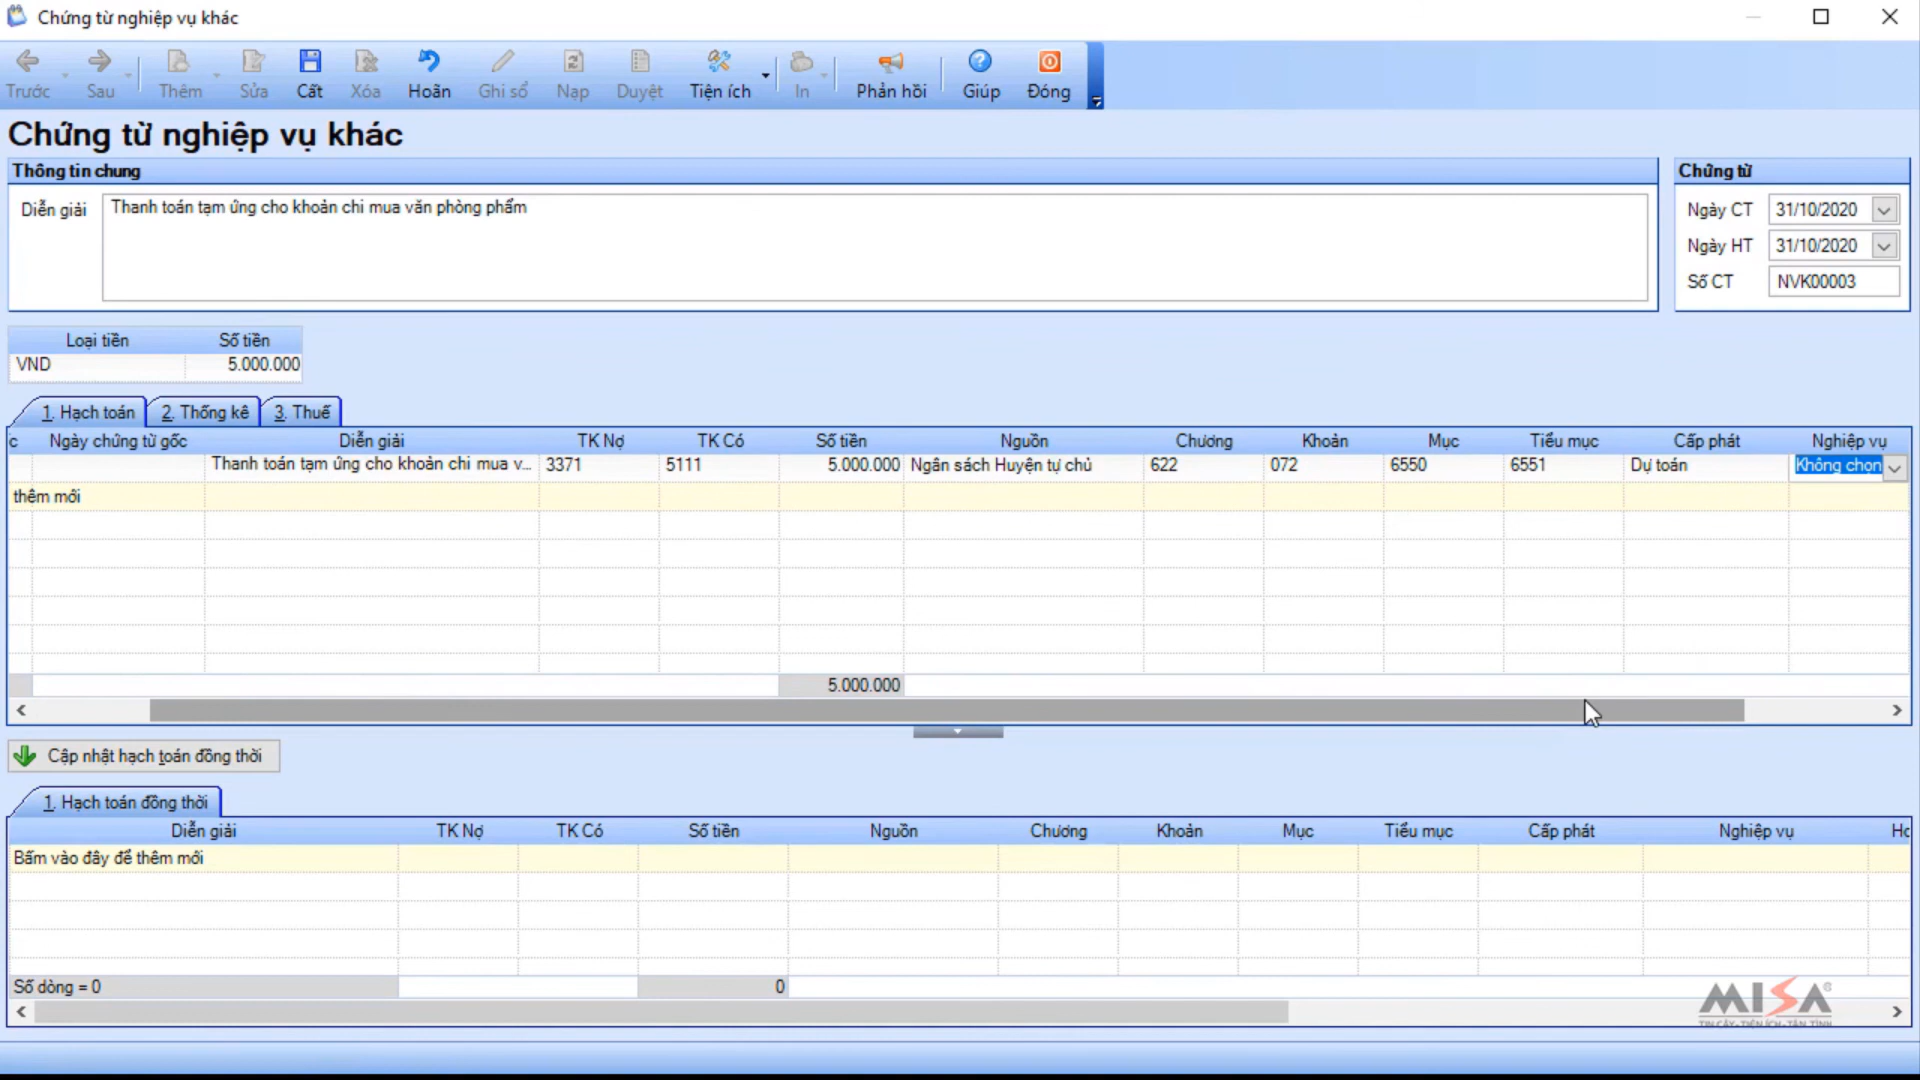 Chứng từ nghiệp vụ khác
Trước Sau Thêm Sửa Cất Xóa Hoãn Ghi sổ Nạp Duyệt Tiện ích In Phản hồi Giúp Đóng
Chứng từ nghiệp vụ khác
Thông tin chung
Chứng từ
Diễn giải Thanh toán tạm ứng cho khoản chi mua văn phòng phẩm
Ngày CT 31/10/2020
Ngày HT 31/10/2020
Số CT NVK00003
Loại tiền Số tiền
VND 5.000.000
1. Hạch toán 2. Thống kê 3. Thuế
c Ngày chứng từ gốc Diễn giải TK Nợ TK Có Số tiền Nguồn Chương Khoản Mục Tiểu mục Cấp phát Nghiệp vụ
Thanh toán tạm ứng cho khoản chi mua v... 3371 5111 5.000.000 Ngân sách Huyện tự chủ 622 072 6550 6551 Dự toán Không chọn
thêm mới
5.000.000
Cập nhật hạch toán đồng thời
1. Hạch toán đồng thời
Diễn giải TK Nợ TK Có Số tiền Nguồn Chương Khoản Mục Tiểu mục Cấp phát Nghiệp vụ Hc
Bấm vào đây để thêm mới
Số dòng = 0 0
MISA®
TIN CẬY-TIỆN ÍCH-TẬN TÌNH